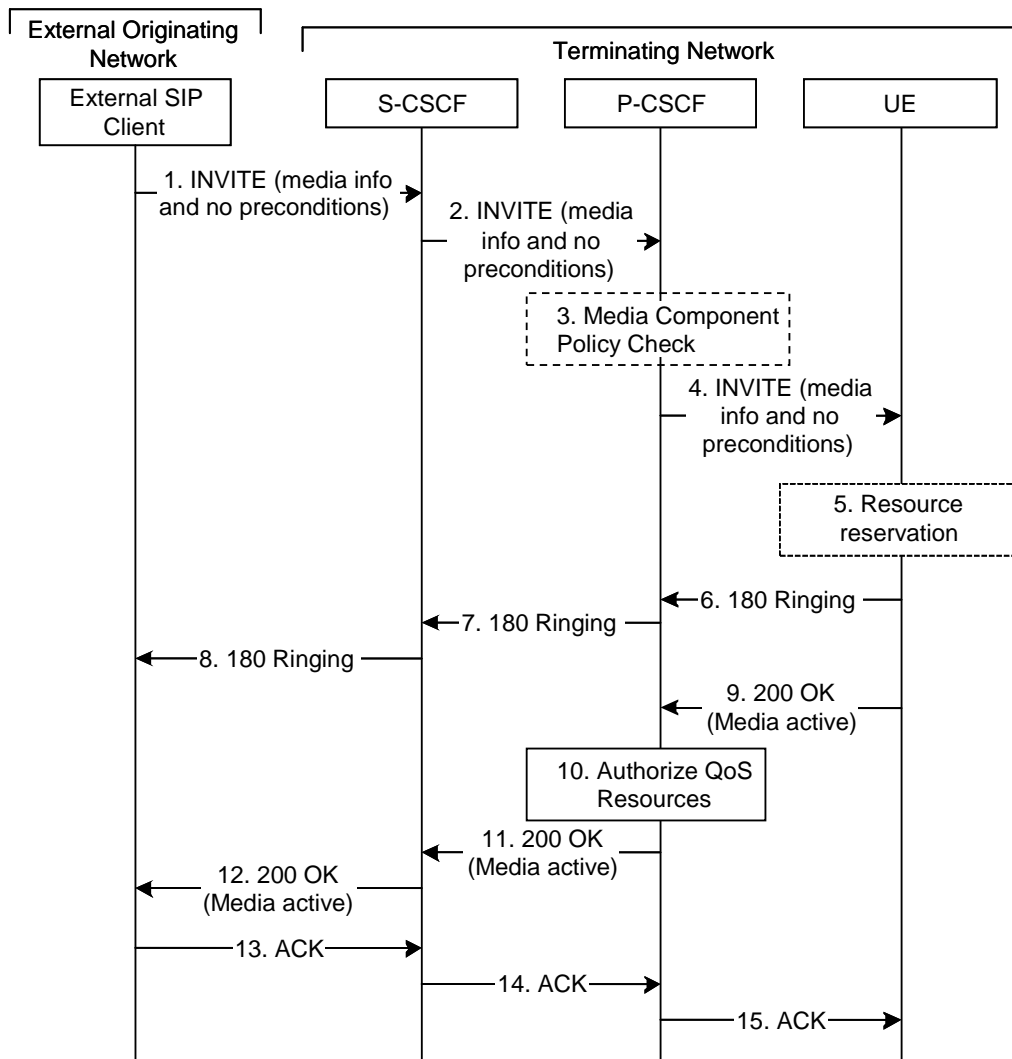 External Originating
Network
Terminating Network
External SIP
Client
S-CSCF
P-CSCF
UE
1. INVITE (media info
and no preconditions)
2. INVITE (media
info and no
preconditions)
3. Media Component
Policy Check
4. INVITE (media
info and no
preconditions)
5. Resource
reservation
6. 180 Ringing
7. 180 Ringing
8. 180 Ringing
9. 200 OK
(Media active)
10. Authorize QoS
Resources
11. 200 OK
(Media active)
12. 200 OK
(Media active)
13. ACK
14. ACK
15. ACK